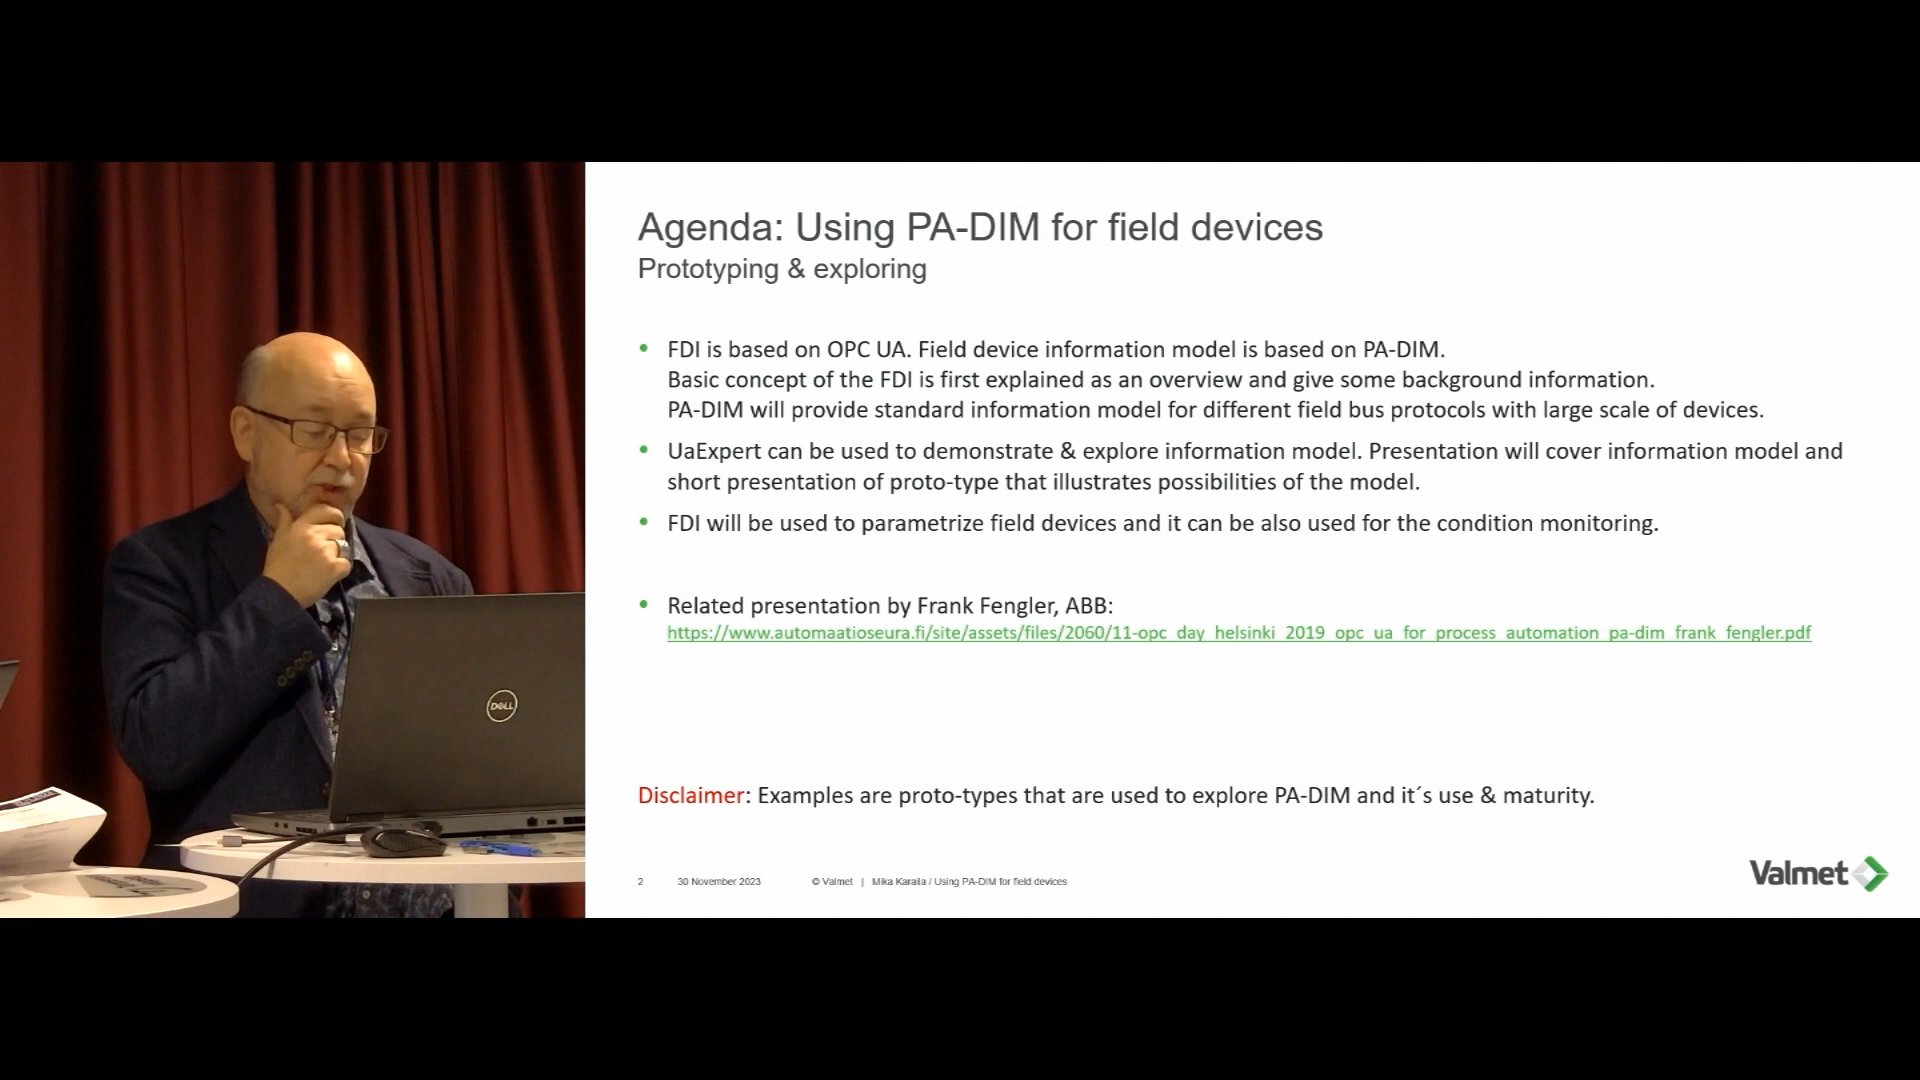 Agenda: Using PA-DIM for field devices
Prototyping & exploring
• FDI is based on OPC UA. Field device information model is based on PA-DIM.
Basic concept of the FDI is first explained as an overview and give some background information.
PA-DIM will provide standard information model for different field bus protocols with large scale of devices.
• UaExpert can be used to demonstrate & explore information model. Presentation will cover information model and
short presentation of proto-type that illustrates possibilities of the model.
• FDI will be used to parametrize field devices and it can be also used for the condition monitoring.
• Related presentation by Frank Fengler, ABB:
https://www.automaatioseura.fi/site/assets/files/2060/11-opc_day_helsinki_2019_opc_ua_for_process_automation_pa-dim_frank_fengler.pdf
Disclaimer: Examples are proto-types that are used to explore PA-DIM and it´s use & maturity.
2 30 November 2023 © Valmet | Mika Karaila / Using PA-DIM for field devices
Valmet
DELL